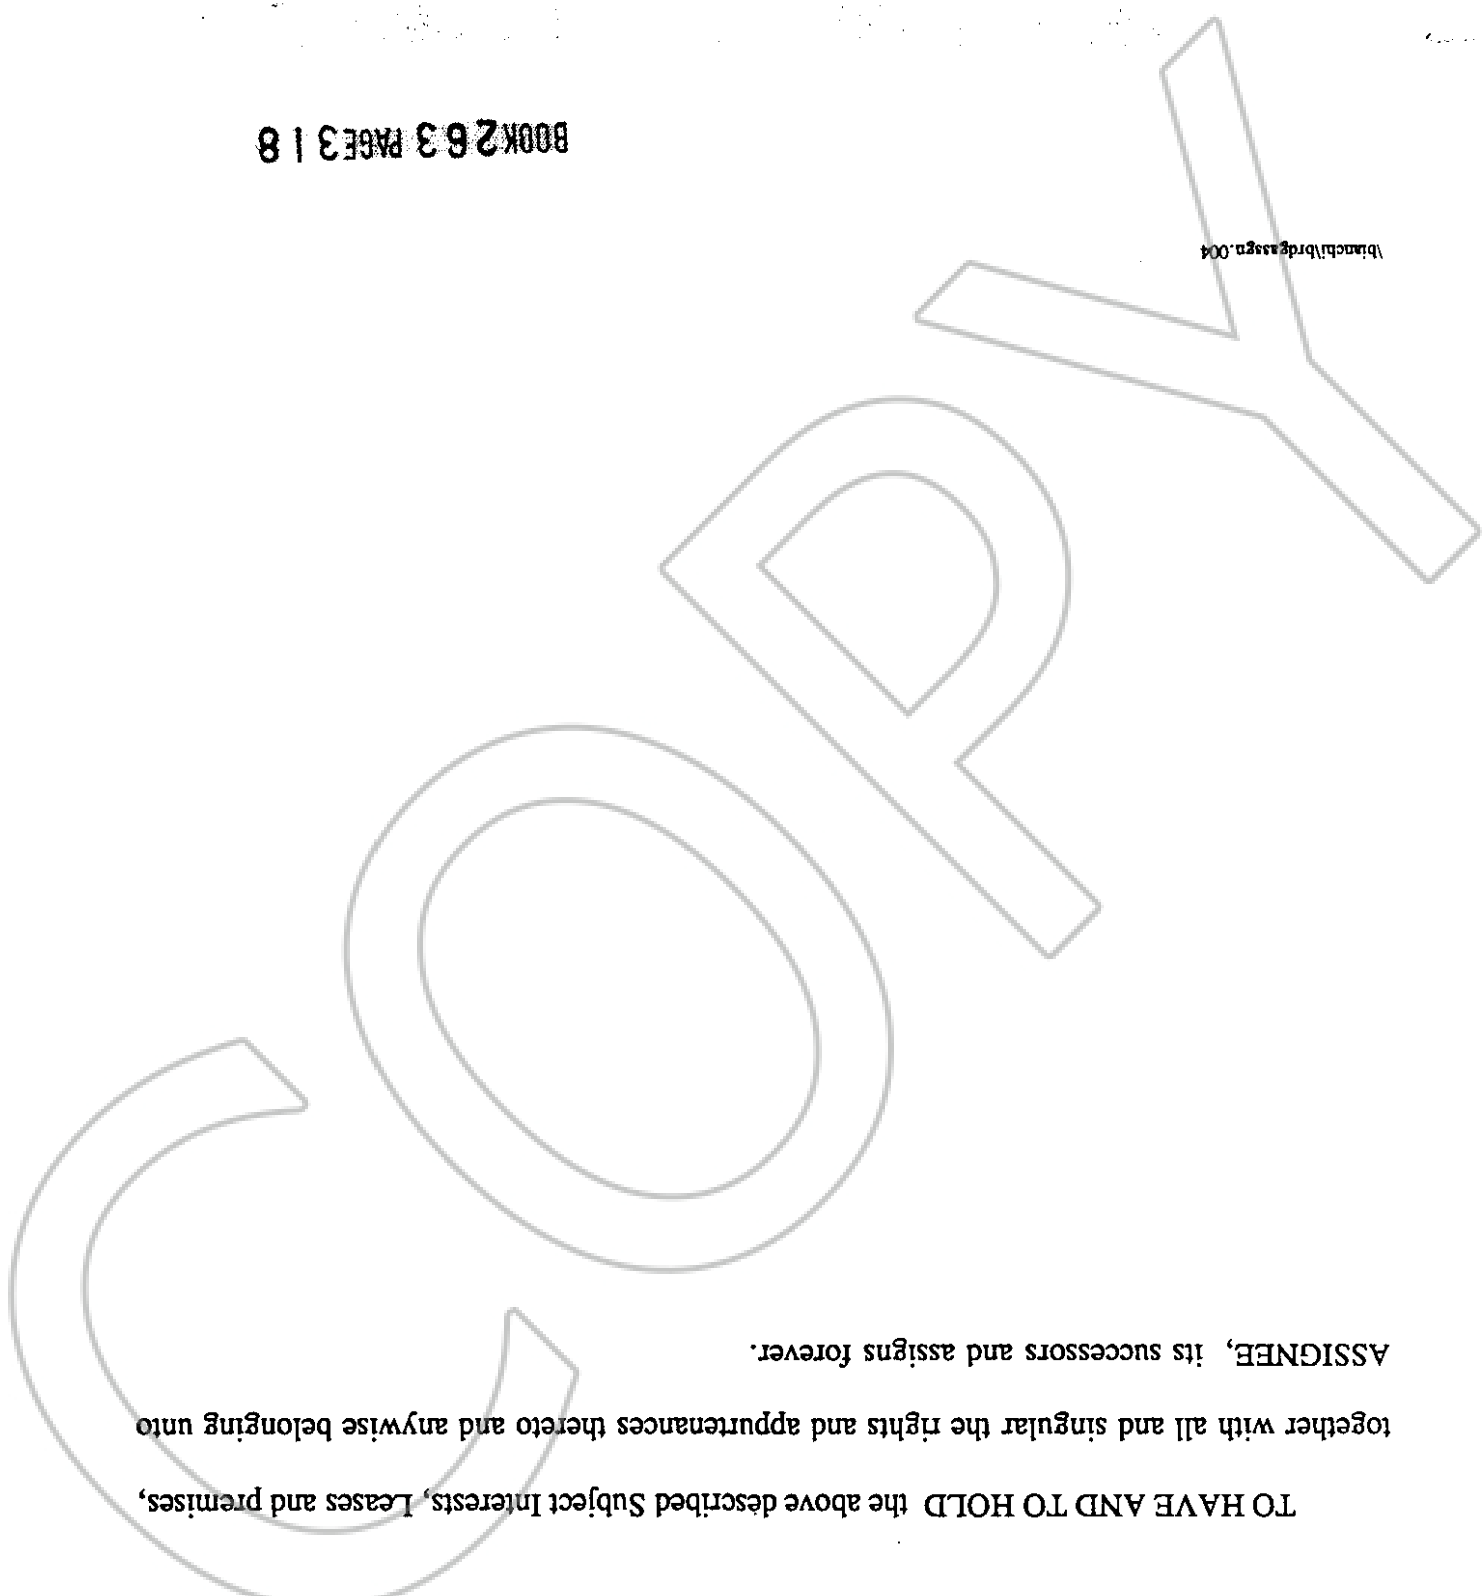 TO HAVE AND TO HOLD the above described Subject Interests, Leases and premises,
together with all and singular the rights and appurtenances thereto and anywise belonging unto
ASSIGNEE, its successors and assigns forever.
COPY
\bianchi\brdgassgn.004
BOOK 263 PAGE 318